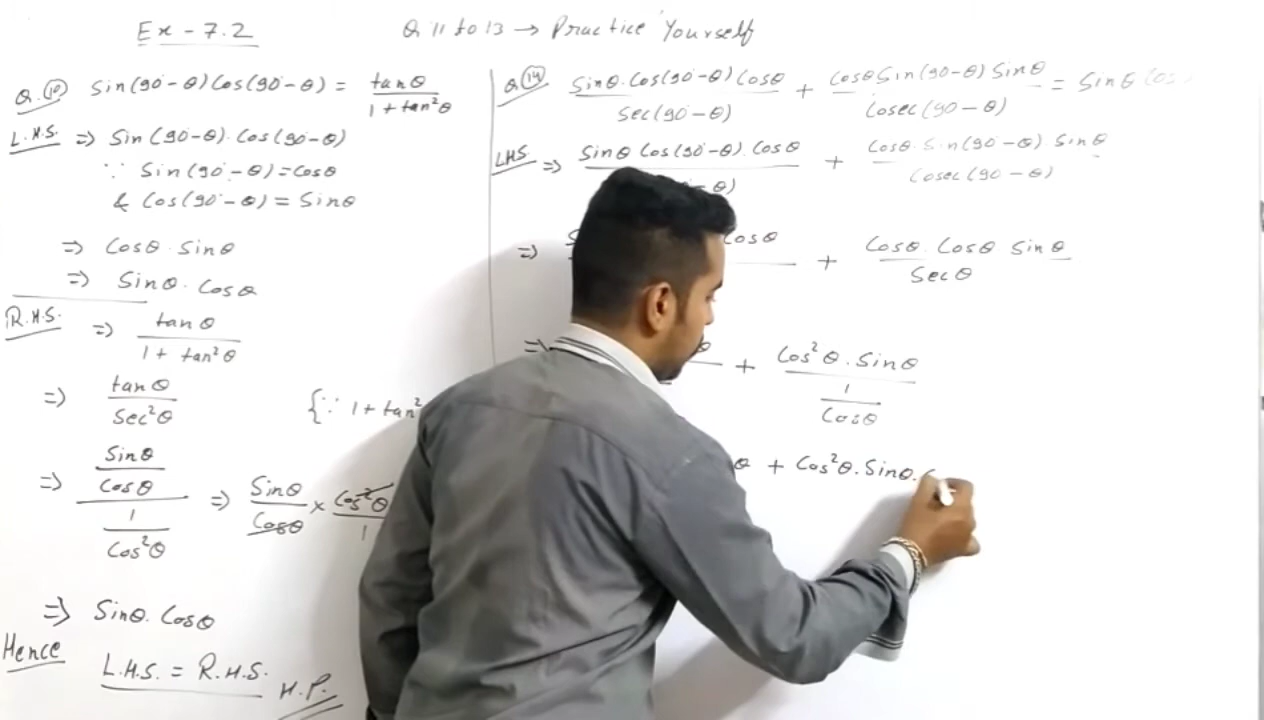 Ex - 7.2
Q 11 to 13 → Practice Yourself
Q. 10 Sin(90°-θ) Cos(90°-θ) = tanθ / 1 + tan²θ
L.H.S. ⇒ Sin(90°-θ). Cos(90°-θ)
∵ Sin(90°-θ) = Cosθ
& Cos(90°-θ) = Sinθ
⇒ Cosθ. Sinθ
⇒ Sinθ. Cosθ
R.H.S. ⇒ tanθ / 1 + tan²θ
⇒ tanθ / Sec²θ {∵ 1 + tan²
⇒ Sinθ / Cosθ / 1 / Cos²θ ⇒ Sinθ / Cosθ × Cos²θ / 1
⇒ Sinθ. Cosθ
Hence L.H.S. = R.H.S.
H.P.
Q 14 Sinθ. Cos(90°-θ) Cosθ / Sec(90°-θ) + Cosθ Sin(90°-θ) Sinθ / Cosec(90°-θ) = Sinθ Cos
LHS ⇒ Sinθ Cos(90°-θ). Cosθ / -θ) + Cosθ. Sin(90°-θ). Sinθ / Cosec(90°-θ)
⇒ Cosθ + Cosθ. Cosθ Sinθ / Secθ
⇒ θ + Cos²θ. Sinθ / 1 / Cosθ
θ + Cos²θ. Sinθ.